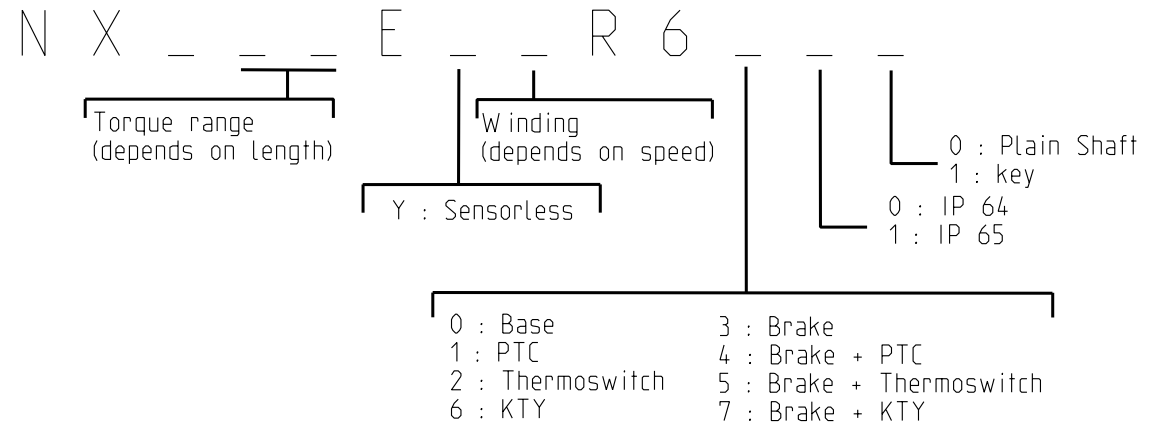 N X _ _ _ E _ _ R 6 _ _ _
Torque range
(depends on length)
Winding
(depends on speed)
Y : Sensorless
0 : Plain Shaft
1 : key
0 : IP 64
1 : IP 65
0 : Base
1 : PTC
2 : Thermoswitch
6 : KTY
3 : Brake
4 : Brake + PTC
5 : Brake + Thermoswitch
7 : Brake + KTY